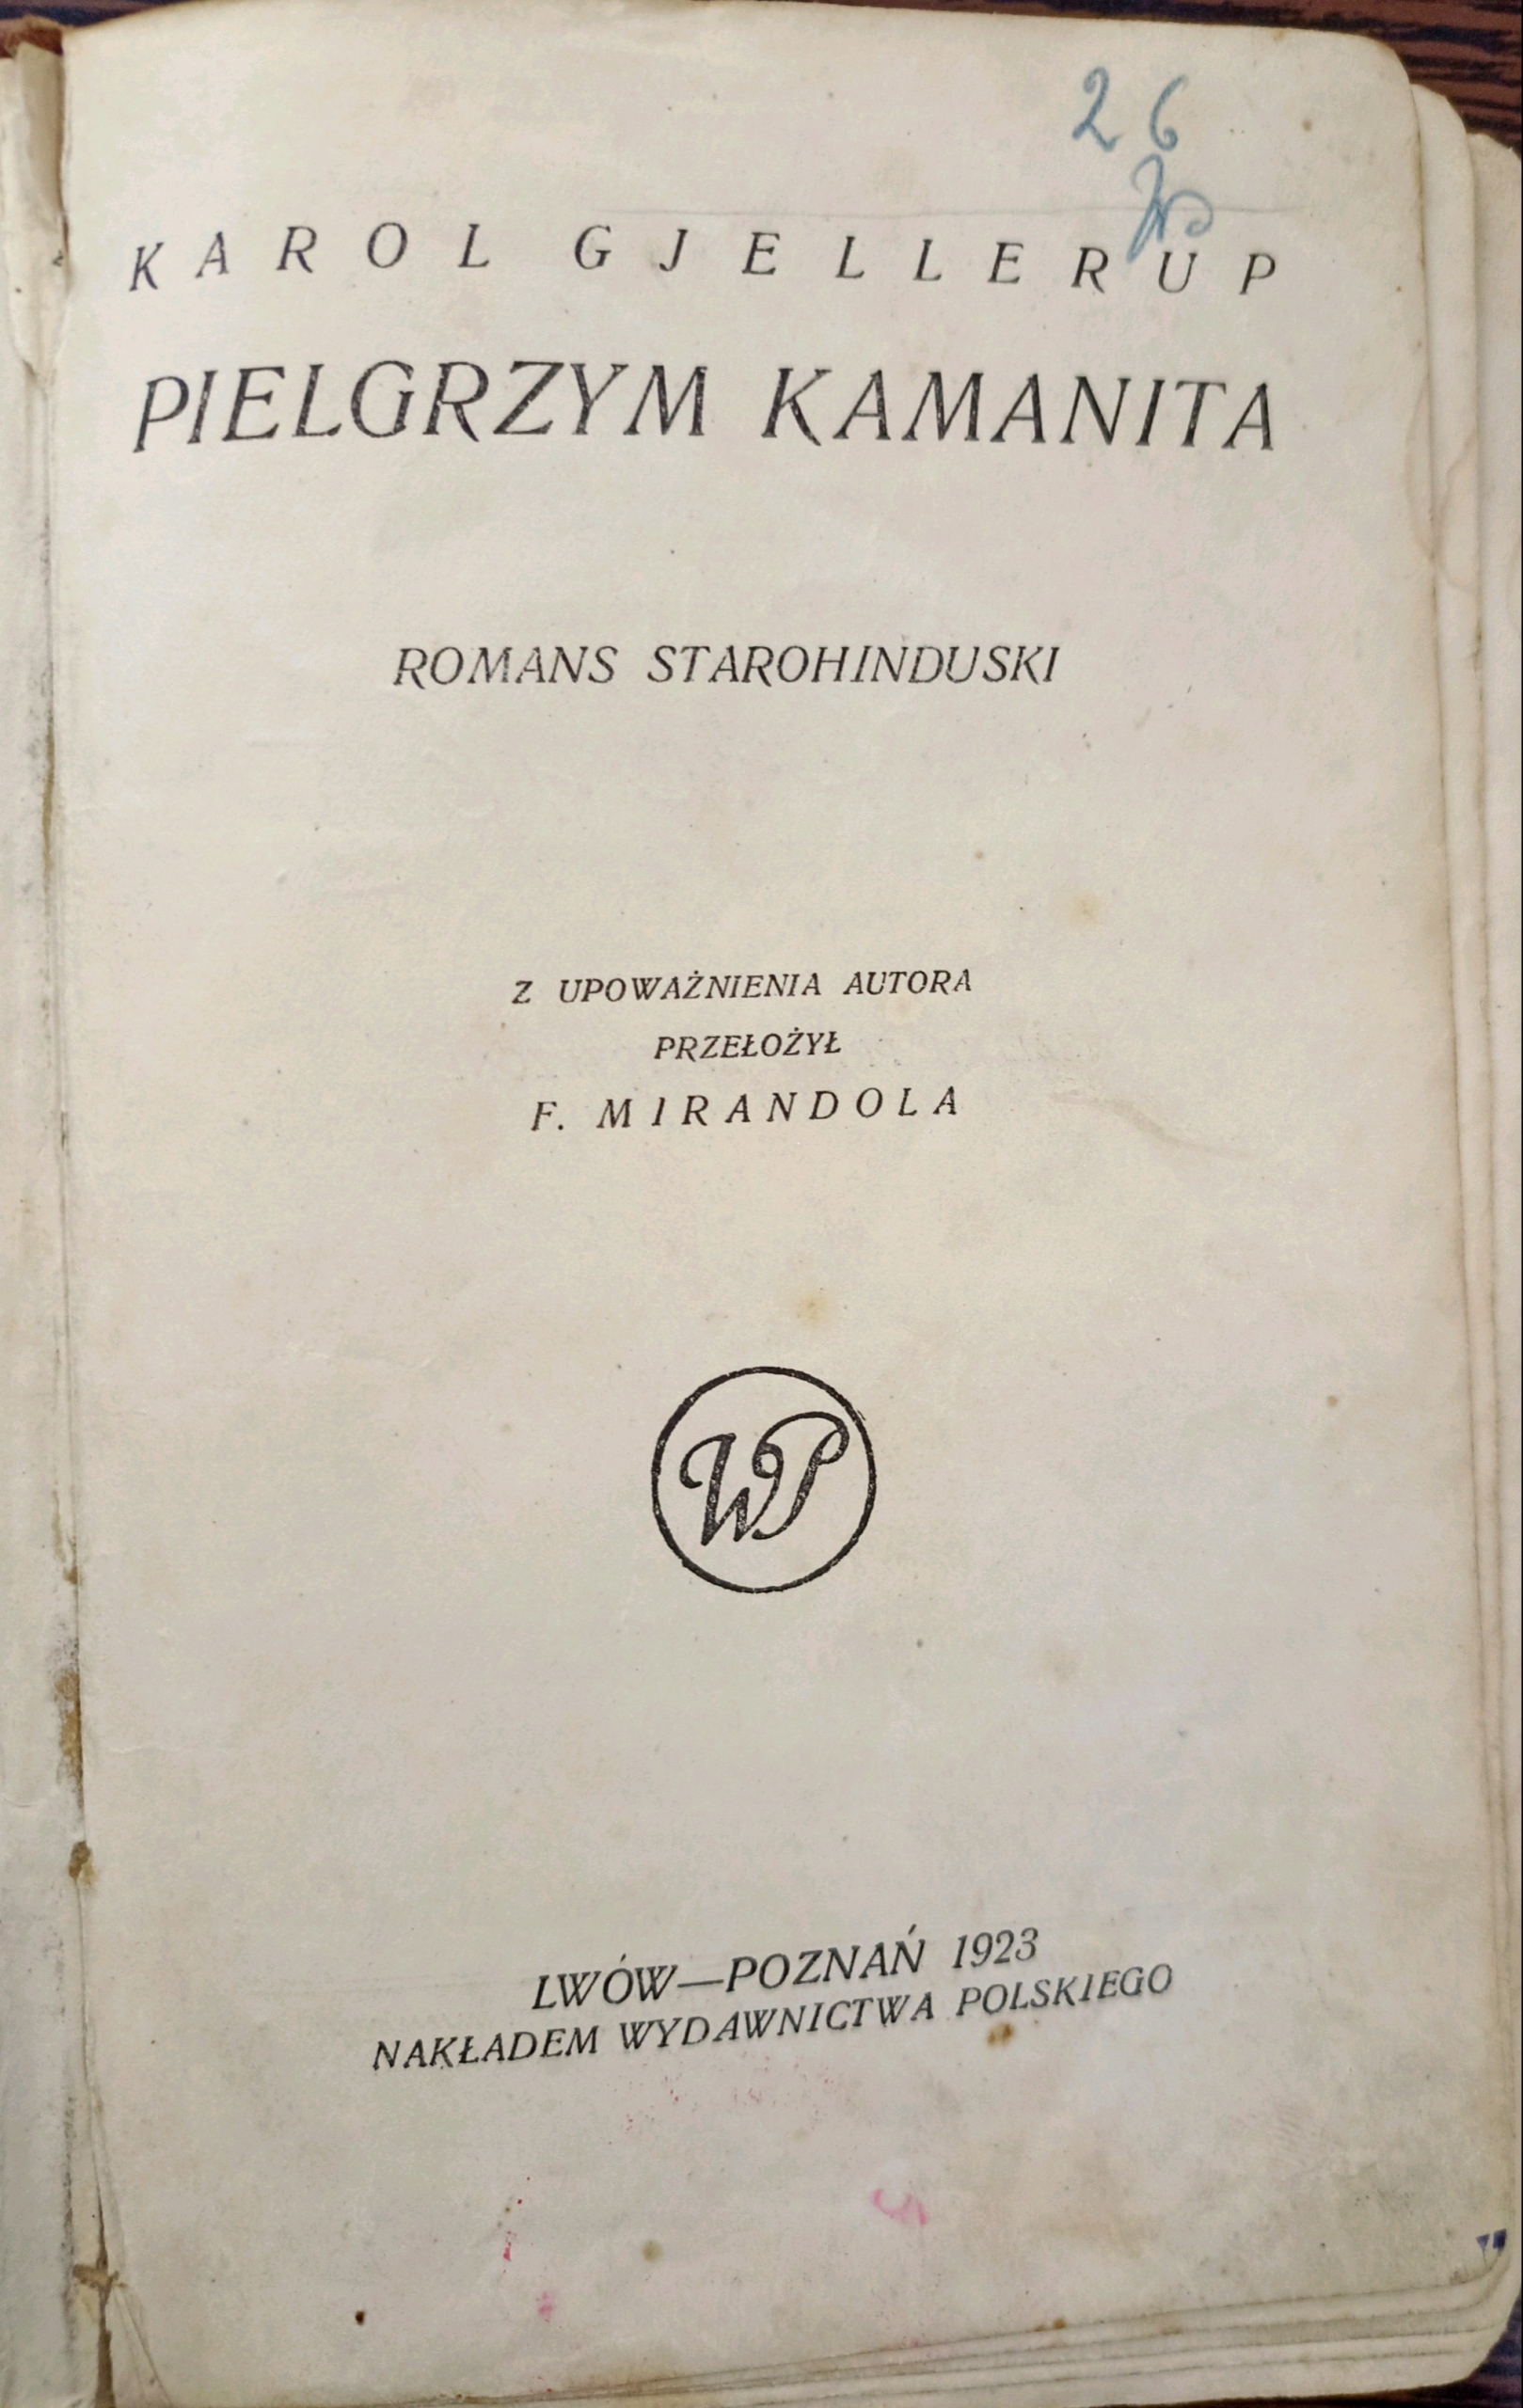 26
KAROL GJELLERUP
PIELGRZYM KAMANITA
ROMANS STAROHINDUSKI
Z UPOWAŻNIENIA AUTORA
PRZEŁOŻYŁ
F. MIRANDOLA
WP
LWÓW—POZNAŃ 1923
NAKŁADEM WYDAWNICTWA POLSKIEGO